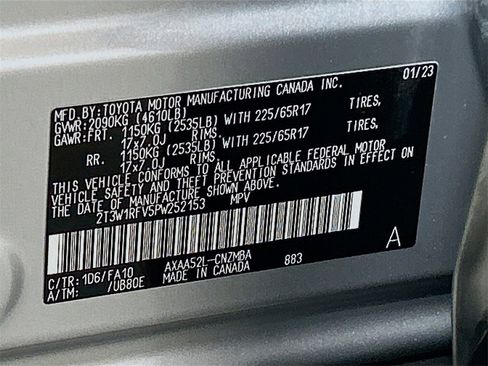 MFD.BY:TOYOTA MOTOR MANUFACTURING CANADA INC. 01/23
GVWR:2090KG (4610LB)
GAWR:FRT. 1150KG (2535LB) WITH 225/65R17 TIRES,
17x7.0J RIMS.
RR. 1150KG (2535LB) WITH 225/65R17 TIRES,
17x7.0J RIMS.
THIS VEHICLE CONFORMS TO ALL APPLICABLE FEDERAL MOTOR
VEHICLE SAFETY AND THEFT PREVENTION STANDARDS IN EFFECT ON
THE DATE OF MANUFACTURE SHOWN ABOVE.
2T3W1RFV5PW252153 MPV
A
C/TR:1D6/FA10 AXAA52L-CNZMBA 883
A/TM: /UB80E MADE IN CANADA